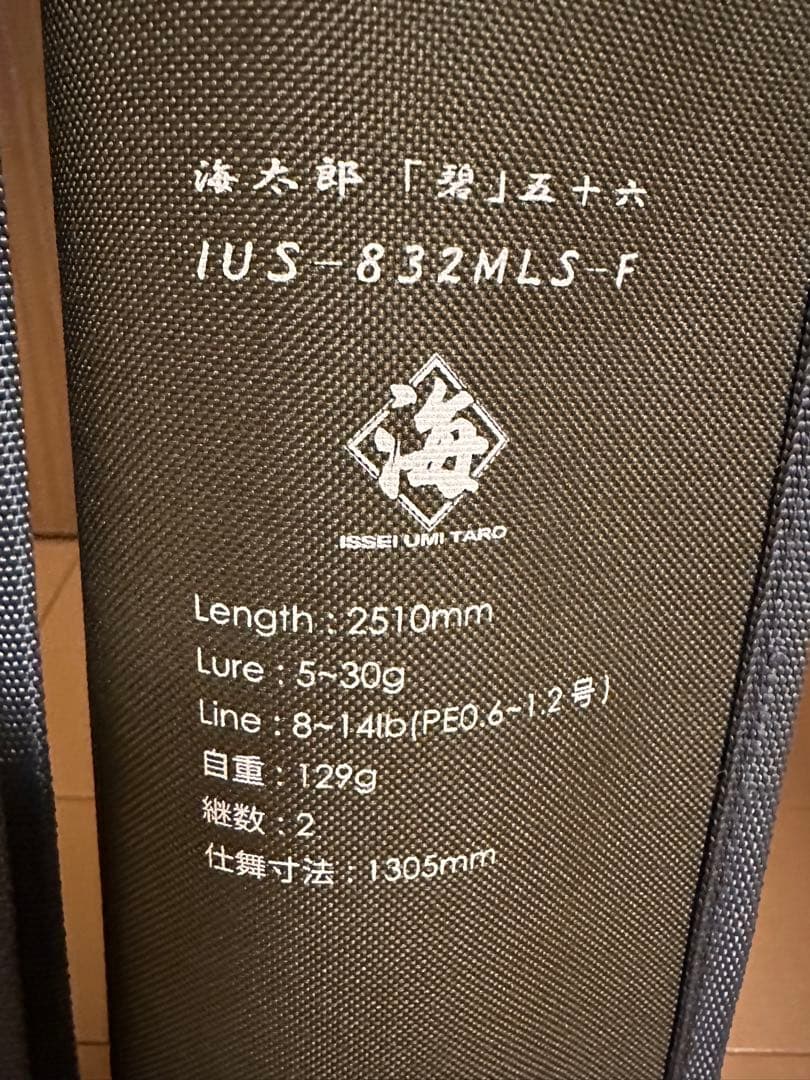 海太郎「碧」五十六
IUS-832MLS-F
海
ISSEI UMI TARO
Length : 2510mm
Lure : 5~30g
Line : 8~14lb(PE0.6~1.2号)
自重 : 129g
継数 : 2
仕舞寸法 : 1305mm